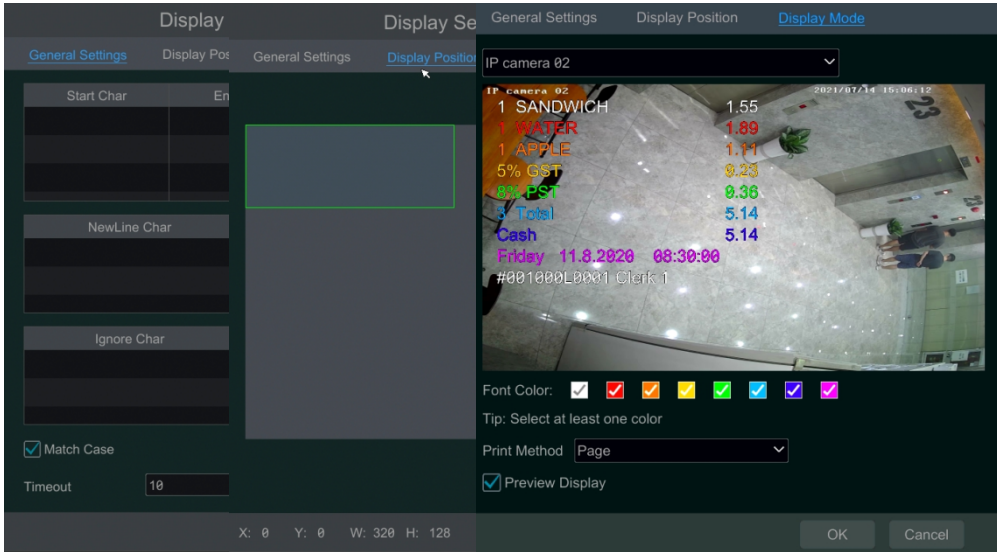 Display
General Settings
Display Pos
Start Char
En
NewLine Char
Ignore Char
Match Case
Timeout
10
Display Se
General Settings
Display Position
X: 0 Y: 0 W: 320 H: 128
General Settings
Display Position
Display Mode
IP camera 02
IP camera 02
2021/07/14 15:06:12
1 SANDWICH 1.55
1 WATER 1.89
1 APPLE 1.11
5% GST 0.23
8% PST 0.36
3 Total 5.14
Cash 5.14
Friday 11.8.2020 08:30:00
#001000L0001 Clerk 1
23
Font Color:
Tip: Select at least one color
Print Method
Page
Preview Display
OK
Cancel